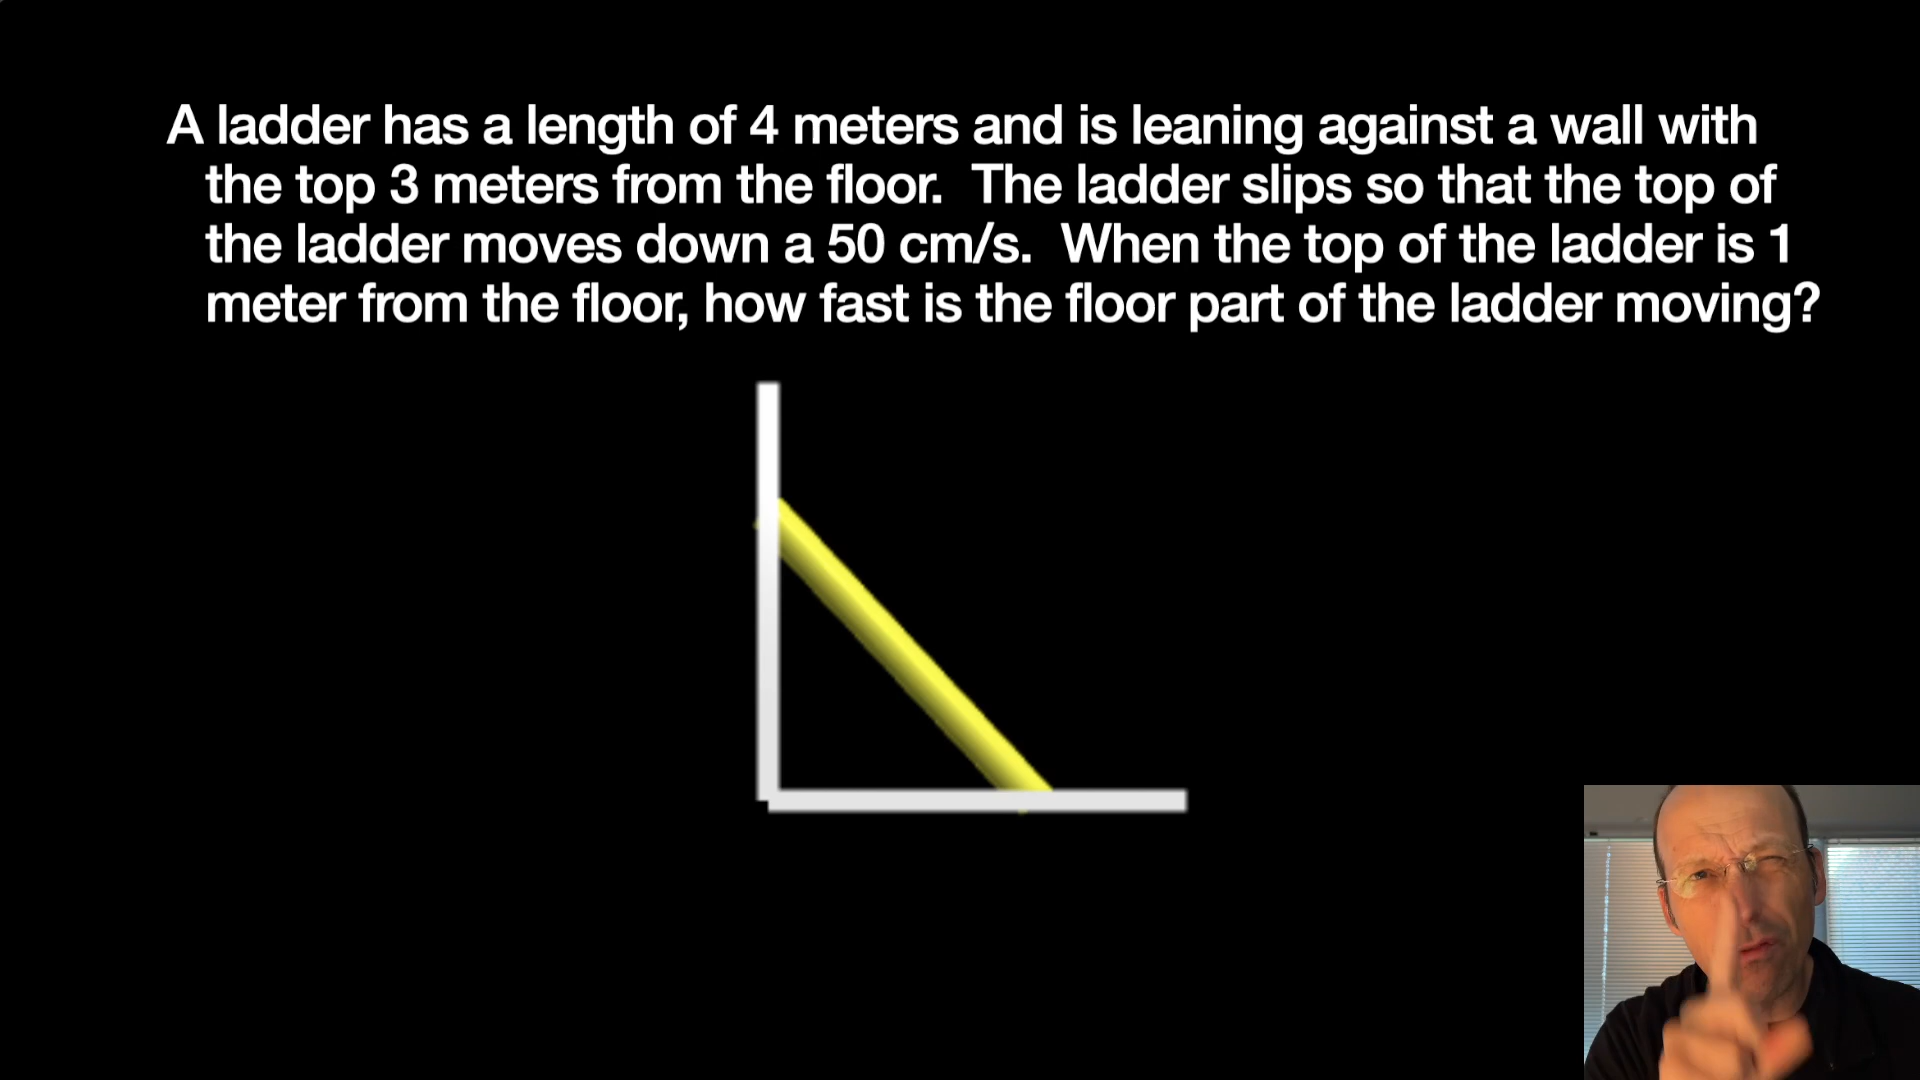 A ladder has a length of 4 meters and is leaning against a wall with
the top 3 meters from the floor.  The ladder slips so that the top of
the ladder moves down a 50 cm/s.  When the top of the ladder is 1
meter from the floor, how fast is the floor part of the ladder moving?